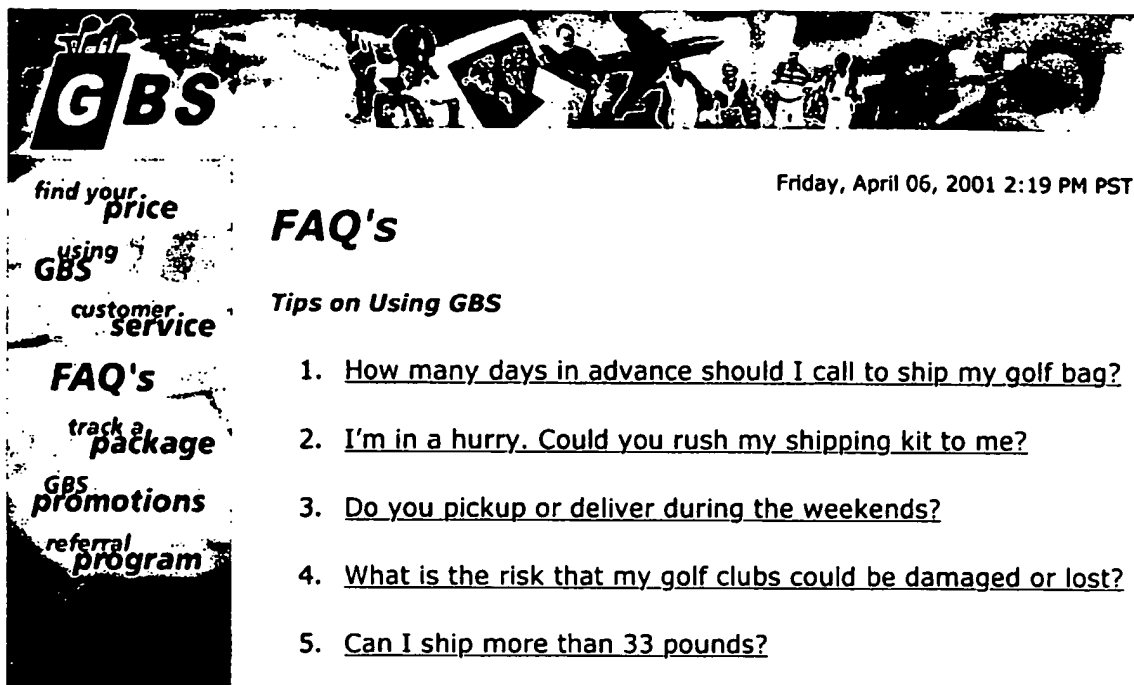 GBS
Friday, April 06, 2001 2:19 PM PST
find your
price
using
GBS
customer
service
FAQ's
track a
package
GBS
promotions
referral
program
FAQ's
Tips on Using GBS
1. How many days in advance should I call to ship my golf bag?
2. I'm in a hurry. Could you rush my shipping kit to me?
3. Do you pickup or deliver during the weekends?
4. What is the risk that my golf clubs could be damaged or lost?
5. Can I ship more than 33 pounds?